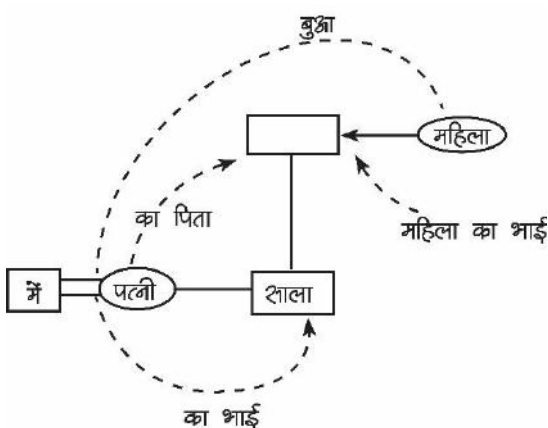 बुआ
महिला
का पिता
महिला का भाई
में
पत्नी
साला
का भाई